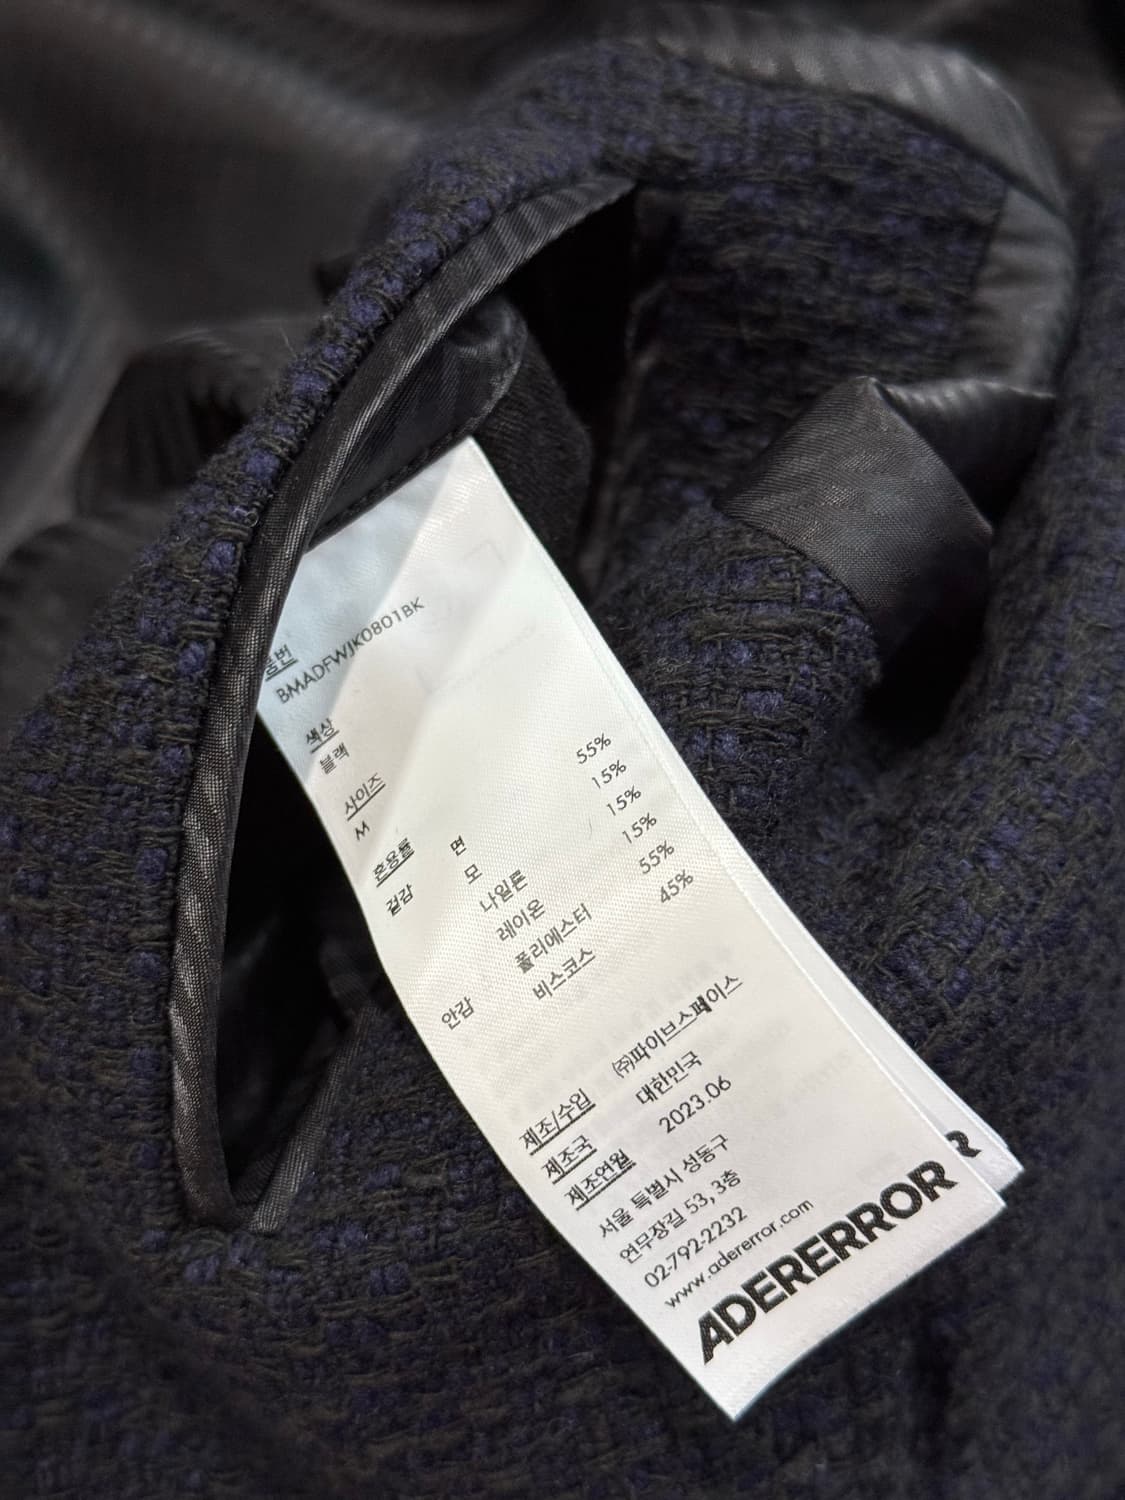 품번
BMADFWJK0801BK
색상
블랙
사이즈
M
혼용률
겉감 면 55%
모 15%
나일론 15%
레이온 15%
안감 폴리에스터 55%
비스코스 45%
제조/수입 ㈜파이브스페이스
제조국 대한민국
제조연월 2023.06
서울 특별시 성동구
연무장길 53, 3층
02-792-2232
www.adererror.com
ADERERROR
R